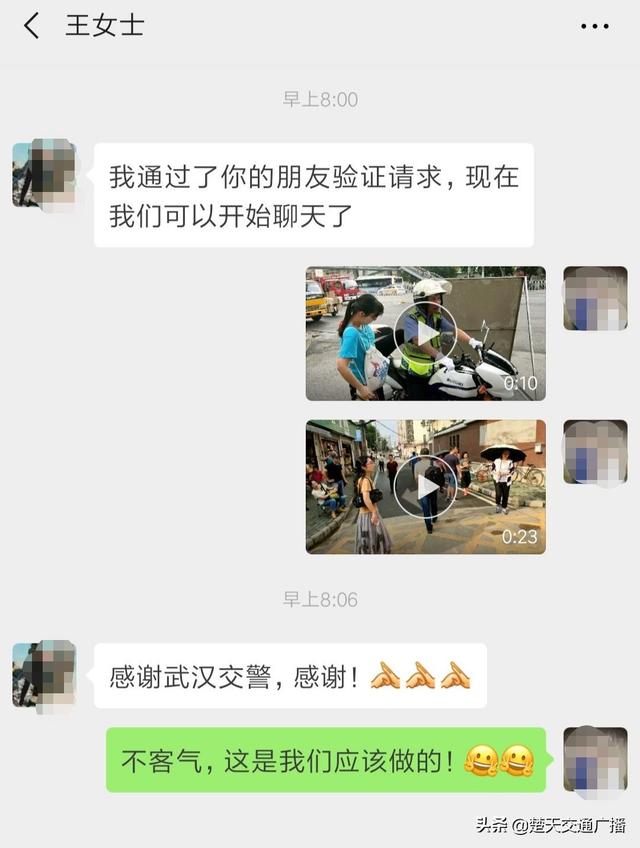 王女士
早上8:00
我通过了你的朋友验证请求，现在
我们可以开始聊天了
0:10
0:23
早上8:06
感谢武汉交警，感谢！
不客气，这是我们应该做的！
头条 @楚天交通广播